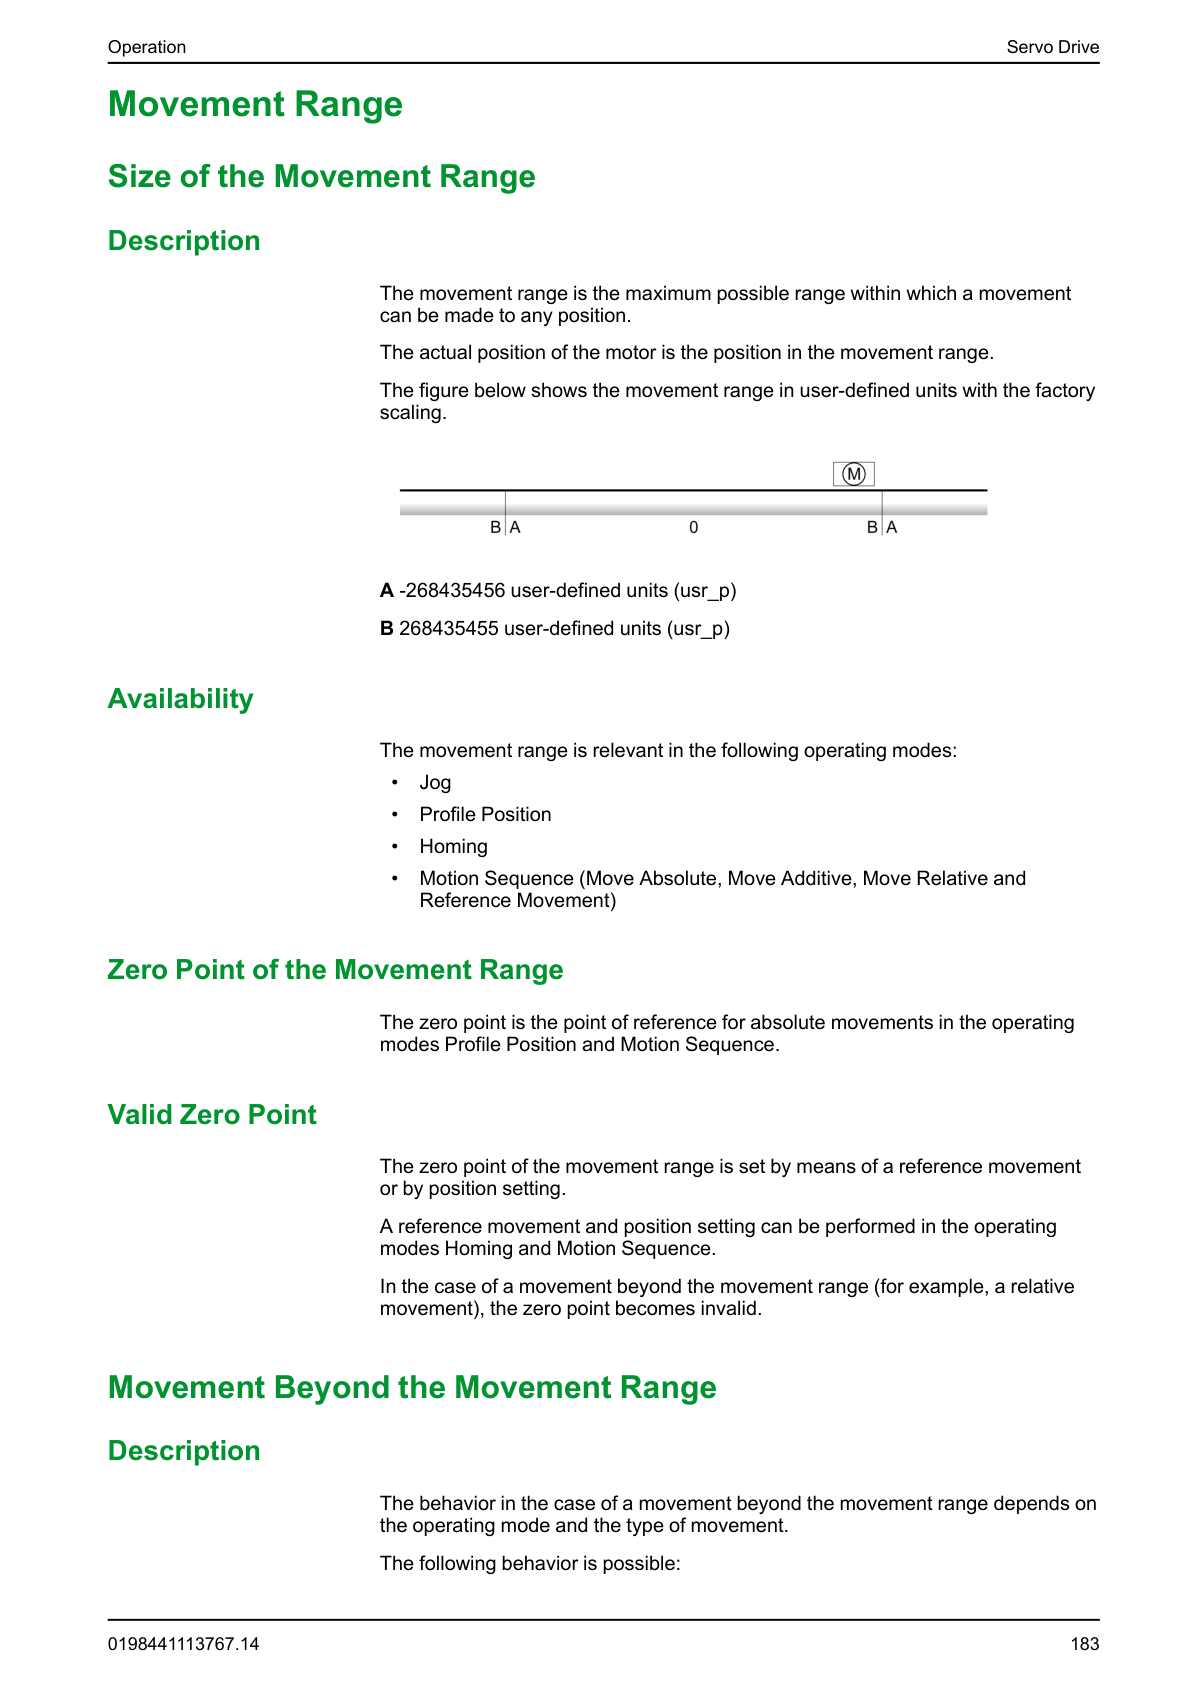 Operation Servo Drive
Movement Range
Size of the Movement Range
Description
The movement range is the maximum possible range within which a movement
can be made to any position.
The actual position of the motor is the position in the movement range.
The figure below shows the movement range in user-defined units with the factory
scaling.
M
B A 0 B A
A -268435456 user-defined units (usr_p)
B 268435455 user-defined units (usr_p)
Availability
The movement range is relevant in the following operating modes:
• Jog
• Profile Position
• Homing
• Motion Sequence (Move Absolute, Move Additive, Move Relative and
Reference Movement)
Zero Point of the Movement Range
The zero point is the point of reference for absolute movements in the operating
modes Profile Position and Motion Sequence.
Valid Zero Point
The zero point of the movement range is set by means of a reference movement
or by position setting.
A reference movement and position setting can be performed in the operating
modes Homing and Motion Sequence.
In the case of a movement beyond the movement range (for example, a relative
movement), the zero point becomes invalid.
Movement Beyond the Movement Range
Description
The behavior in the case of a movement beyond the movement range depends on
the operating mode and the type of movement.
The following behavior is possible:
0198441113767.14 183